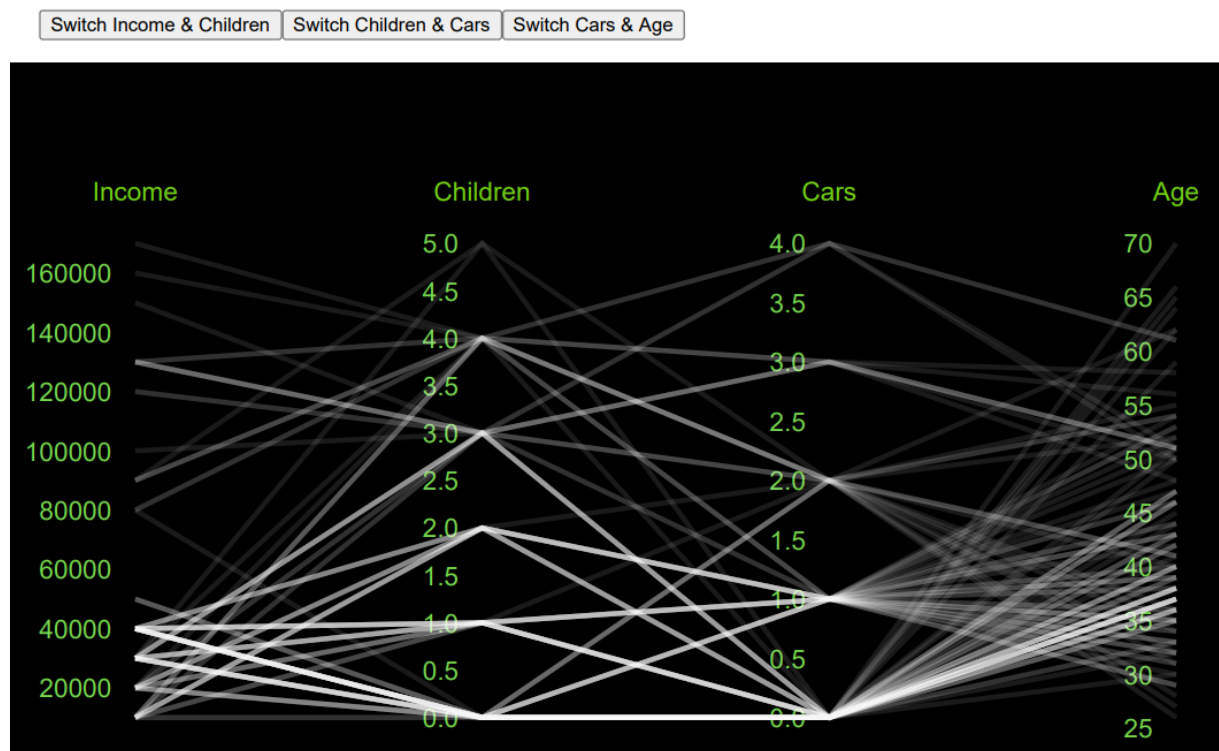 Switch Income & Children Switch Children & Cars Switch Cars & Age
Income Children Cars Age
5.0 4.0 70
160000
4.5 3.5 65
140000 4.0 3.0 60
120000 3.5 2.5 55
100000 3.0 50
80000 2.5 2.0 45
60000 2.0 1.5 40
40000 1.5 1.0 35
1.0
20000 0.5 0.5 30
0.0 0.0 25